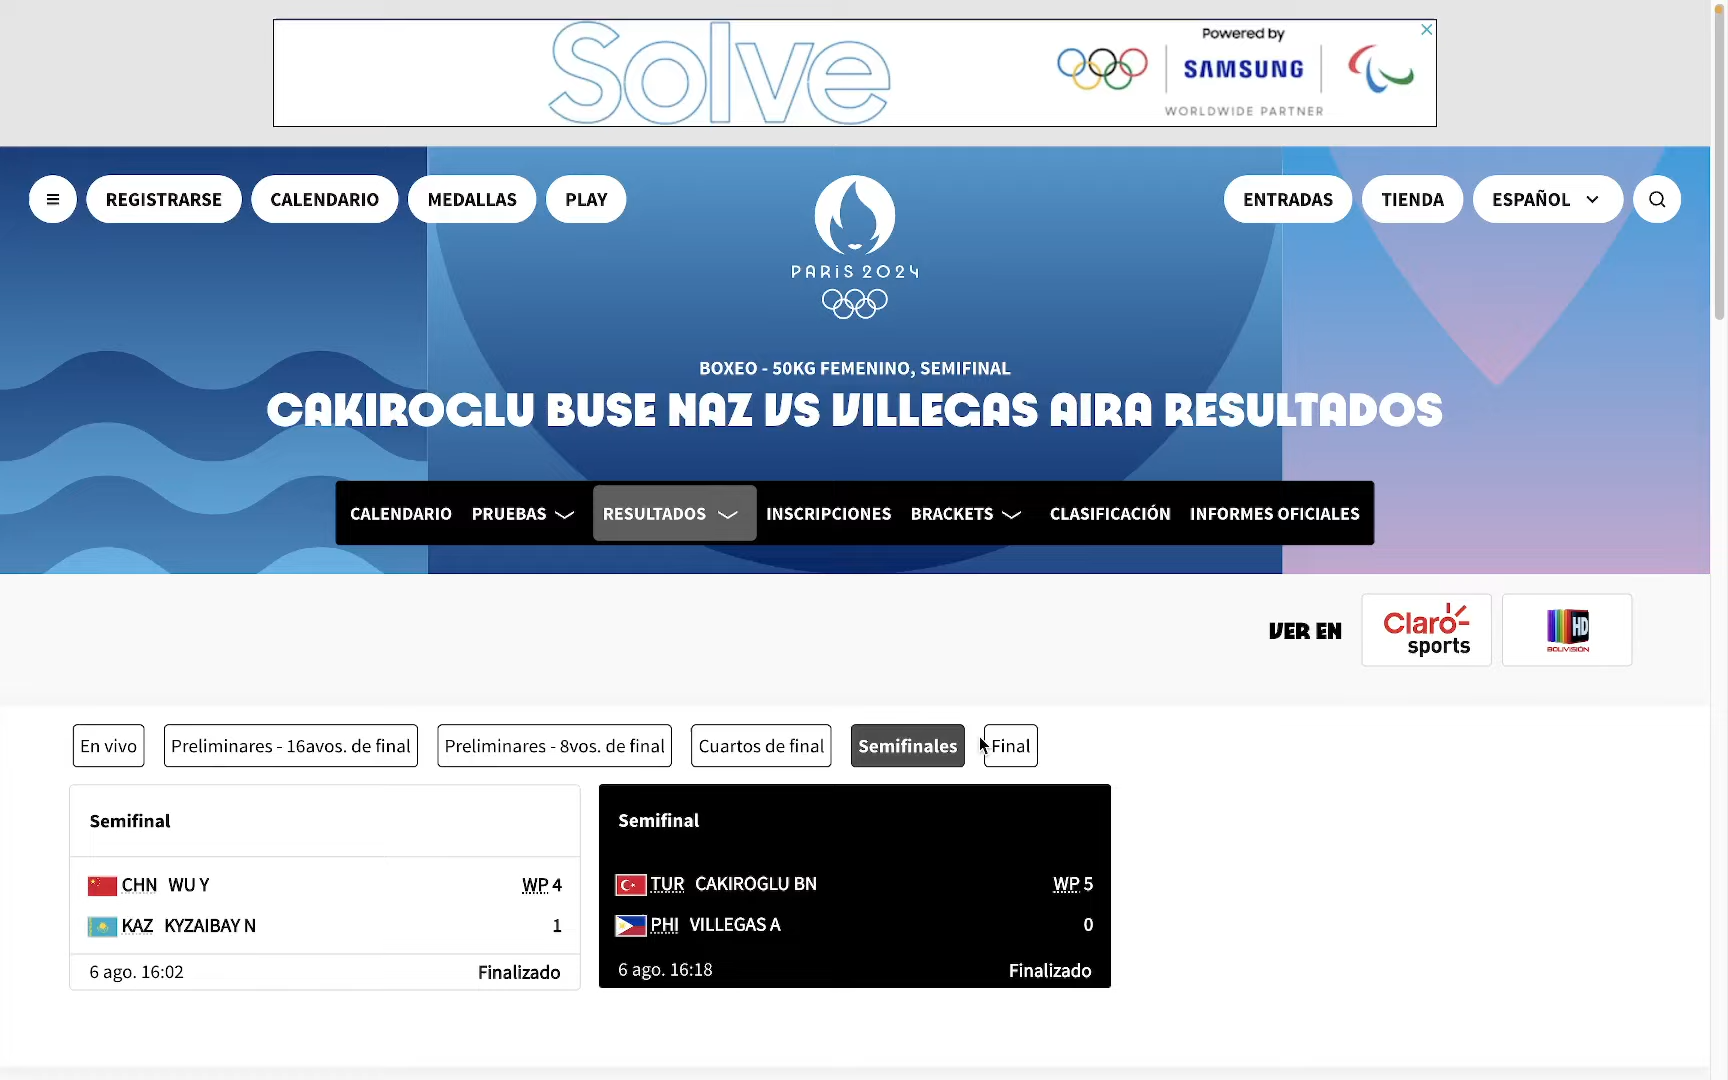 Solve
Powered by
SAMSUNG
WORLDWIDE PARTNER
REGISTRARSE
CALENDARIO
MEDALLAS
PLAY
ENTRADAS
TIENDA
ESPAÑOL
PARIS 2024
BOXEO - 50KG FEMENINO, SEMIFINAL
CAKIROGLU BUSE NAZ VS VILLEGAS AIRA RESULTADOS
CALENDARIO
PRUEBAS
RESULTADOS
INSCRIPCIONES
BRACKETS
CLASIFICACIÓN
INFORMES OFICIALES
VER EN
Claro-
sports
HD
BOLIVISION
En vivo
Preliminares - 16avos. de final
Preliminares - 8vos. de final
Cuartos de final
Semifinales
Final
Semifinal
CHN WU Y WP 4
KAZ KYZAIBAY N 1
6 ago. 16:02 Finalizado
Semifinal
TUR CAKIROGLU BN WP 5
PHI VILLEGAS A 0
6 ago. 16:18 Finalizado